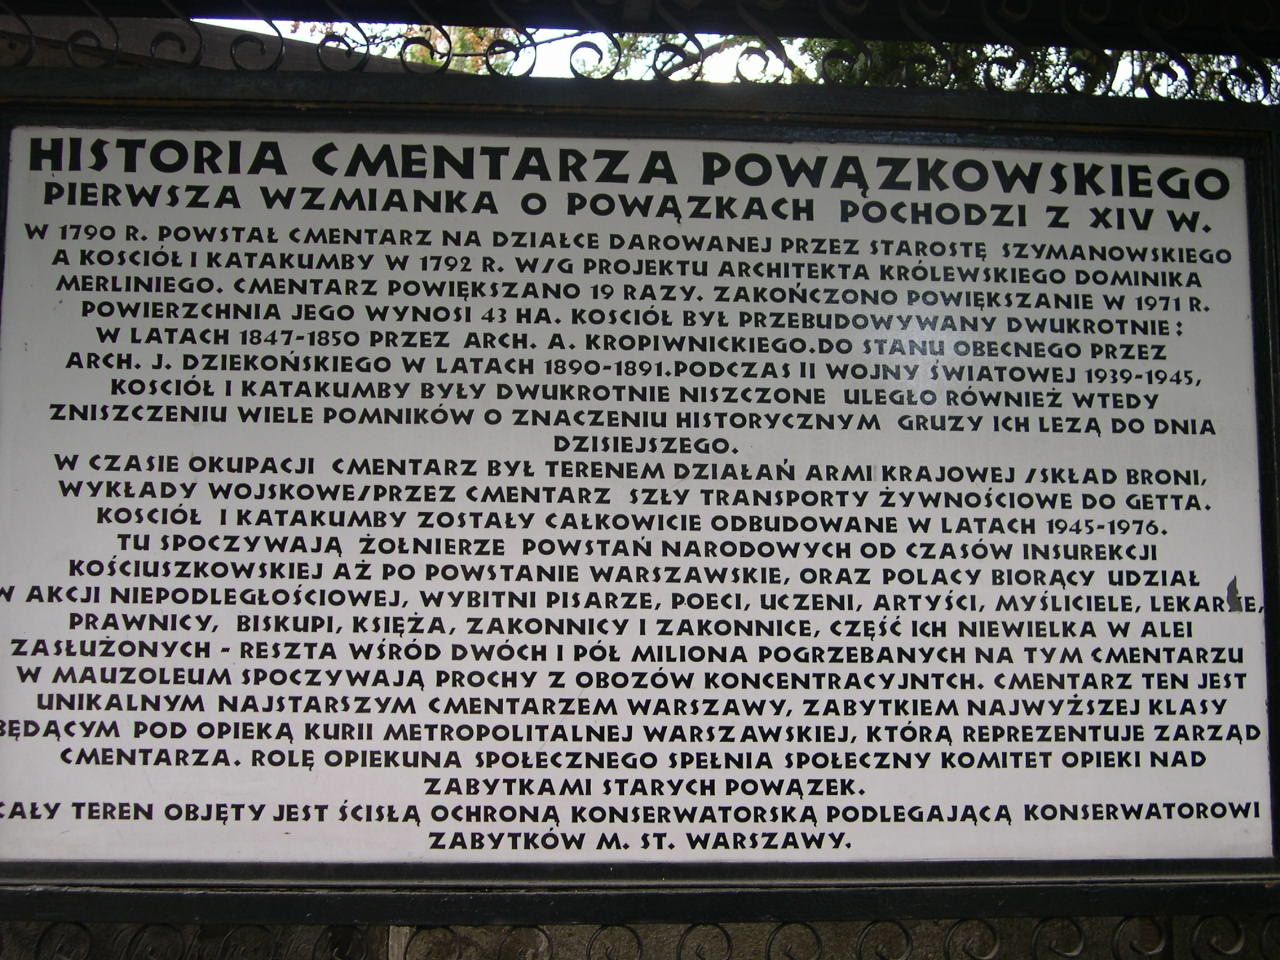 HISTORIA CMENTARZA POWĄZKOWSKIEGO
PIERWSZA WZMIANKA O POWĄZKACH POCHODZI Z XIV W.
W 1790 R. POWSTAŁ CMENTARZ NA DZIAŁCE DAROWANEJ PRZEZ STAROSTĘ SZYMANOWSKIEGO
A KOSCIÓŁ I KATAKUMBY W 1792 R. W/G PROJEKTU ARCHITEKTA KRÓLEWSKIEGO DOMINIKA
MERLINIEGO. CMENTARZ POWIĘKSZANO 19 RAZY. ZAKOŃCZONO POWIĘKSZANIE W 1971 R.
POWIERZCHNIA JEGO WYNOSI 43 HA. KOSCIÓŁ BYŁ PRZEBUDOWYWANY DWUKROTNIE:
W LATACH 1847-1850 PRZEZ ARCH. A. KROPIWNICKIEGO.DO STANU OBECNEGO PRZEZ
ARCH. J. DZIEKOŃSKIEGO W LATACH 1890-1891.PODCZAS II WOJNY ŚWIATOWEJ 1939-1945,
KOSCIÓŁ I KATAKUMBY BYŁY DWUKROTNIE NISZCZONE ULEGŁO RÓWNIEŻ WTEDY
ZNISZCZENIU WIELE POMNIKÓW O ZNACZENIU HISTORYCZNYM GRUZY ICH LEZĄ DO DNIA
DZISIEJSZEGO.
W CZASIE OKUPACJI CMENTARZ BYŁ TERENEM DZIAŁAŃ ARMI KRAJOWEJ /SKŁAD BRONI,
WYKŁADY WOJSKOWE/PRZEZ CMENTARZ SZŁY TRANSPORTY ŻYWNOŚCIOWE DO GETTA.
KOSCIÓŁ I KATAKUMBY ZOSTAŁY CAŁKOWICIE ODBUDOWANE W LATACH 1945-1976.
TU SPOCZYWAJĄ ŻOŁNIERZE POWSTAŃ NARODOWYCH OD CZASÓW INSUREKCJI
KOŚCIUSZKOWSKIEJ AŻ PO POWSTANIE WARSZAWSKIE, ORAZ POLACY BIORĄCY UDZIAŁ
W AKCJI NIEPODLEGŁOŚCIOWEJ, WYBITNI PISARZE, POECI, UCZENI, ARTYŚCI, MYŚLICIELE, LEKARZE,
PRAWNICY, BISKUPI, KSIĘŻA, ZAKONNICY I ZAKONNICE, CZĘŚĆ ICH NIEWIELKA W ALEI
ZASŁUŻONYCH - RESZTA WŚRÓD DWÓCH I PÓŁ MILIONA POGRZEBANYCH NA TYM CMENTARZU
W MAUZOLEUM SPOCZYWAJĄ PROCHY Z OBOZÓW KONCENTRACYJNTCH. CMENTARZ TEN JEST
UNIKALNYM NAJSTARSZYM CMENTARZEM WARSZAWY, ZABYTKIEM NAJWYŻSZEJ KLASY
BĘDĄCYM POD OPIEKĄ KURII METROPOLITALNEJ WARSZAWSKIEJ, KTÓRĄ REPREZENTUJE ZARZĄD
CMENTARZA. ROLĘ OPIEKUNA SPOŁECZNEGO SPEŁNIA SPOŁECZNY KOMITET OPIEKI NAD
ZABYTKAMI STARYCH POWĄZEK.
CAŁY TEREN OBJĘTY JEST ŚCISŁĄ OCHRONĄ KONSERWATORSKĄ PODLEGAJĄCĄ KONSERWATOROWI
ZABYTKÓW M. ST. WARSZAWY.